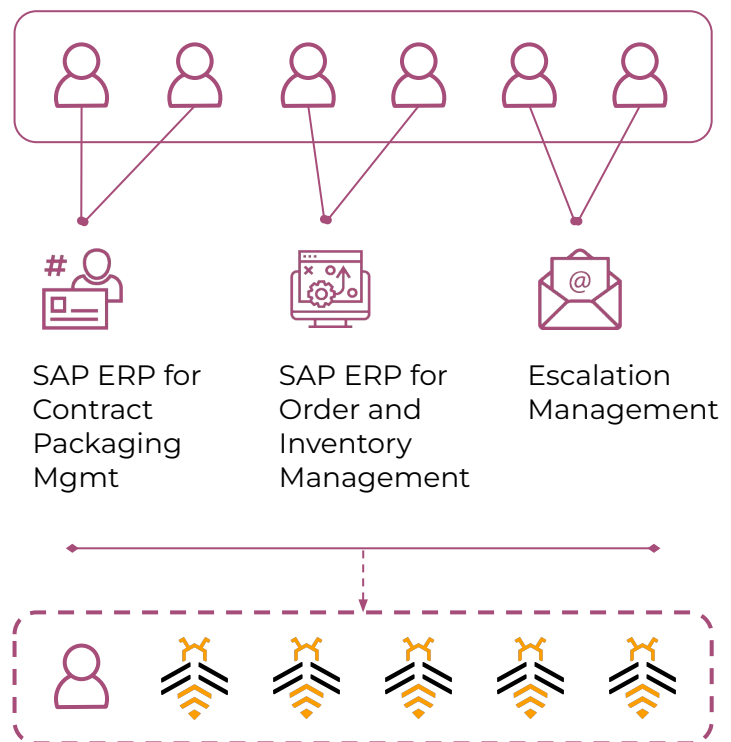 #
@
SAP ERP for
Contract
Packaging
Mgmt
SAP ERP for
Order and
Inventory
Management
Escalation
Management